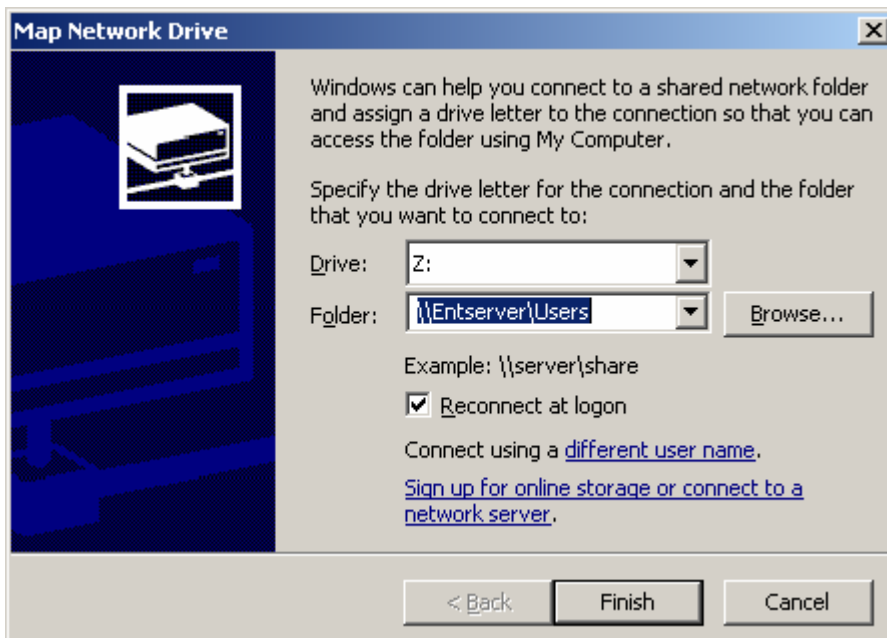 Map Network Drive
Windows can help you connect to a shared network folder
and assign a drive letter to the connection so that you can
access the folder using My Computer.
Specify the drive letter for the connection and the folder
that you want to connect to:
Drive: Z:
Folder: \\Entserver\Users Browse...
Example: \\server\share
Reconnect at logon
Connect using a different user name.
Sign up for online storage or connect to a
network server.
< Back Finish Cancel